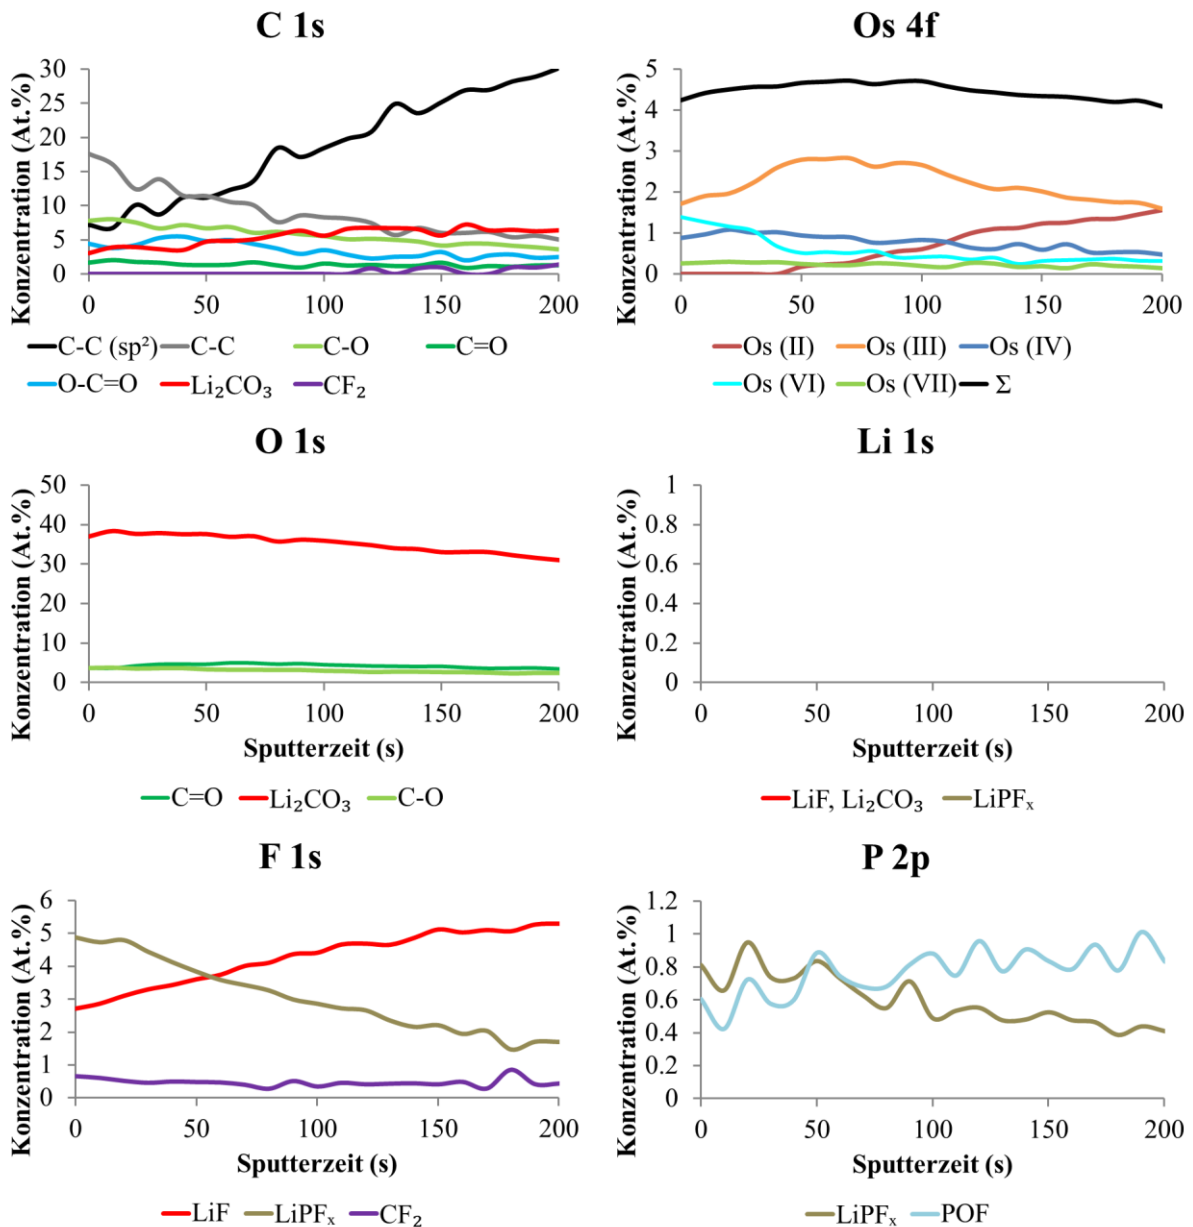 C 1s
Konzentration (At.%)
30
25
20
15
10
5
0
0 50 100 150 200
C-C (sp²) C-C C-O C=O
O-C=O Li₂CO₃ CF₂
Os 4f
Konzentration (At.%)
5
4
3
2
1
0
0 50 100 150 200
Os (II) Os (III) Os (IV)
Os (VI) Os (VII) Σ
O 1s
Konzentration (At.%)
50
40
30
20
10
0
0 50 100 150 200
Sputterzeit (s)
C=O Li₂CO₃ C-O
Li 1s
Konzentration (At.%)
1
0.8
0.6
0.4
0.2
0
0 50 100 150 200
Sputterzeit (s)
LiF, Li₂CO₃ LiPFₓ
F 1s
Konzentration (At.%)
6
5
4
3
2
1
0
0 50 100 150 200
Sputterzeit (s)
LiF LiPFₓ CF₂
P 2p
Konzentration (At.%)
1.2
1
0.8
0.6
0.4
0.2
0
0 50 100 150 200
Sputterzeit (s)
LiPFₓ POF